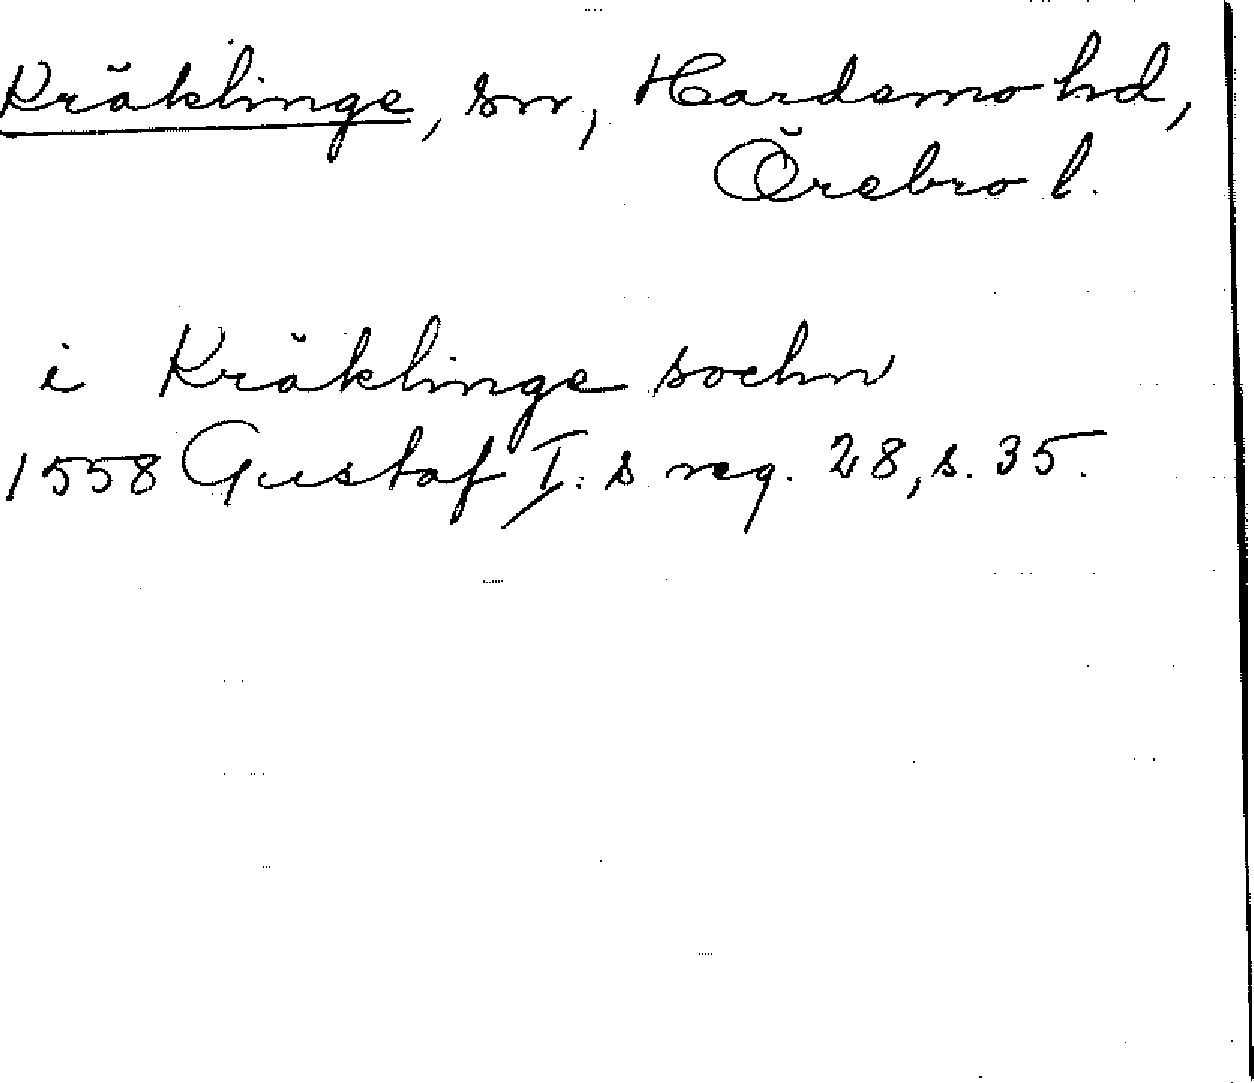 Kräklinge, sn, Hardemo hd,
Örebro l.
i Kräklinge sochn
1558 Gustaf I:s reg. 28, s. 35.